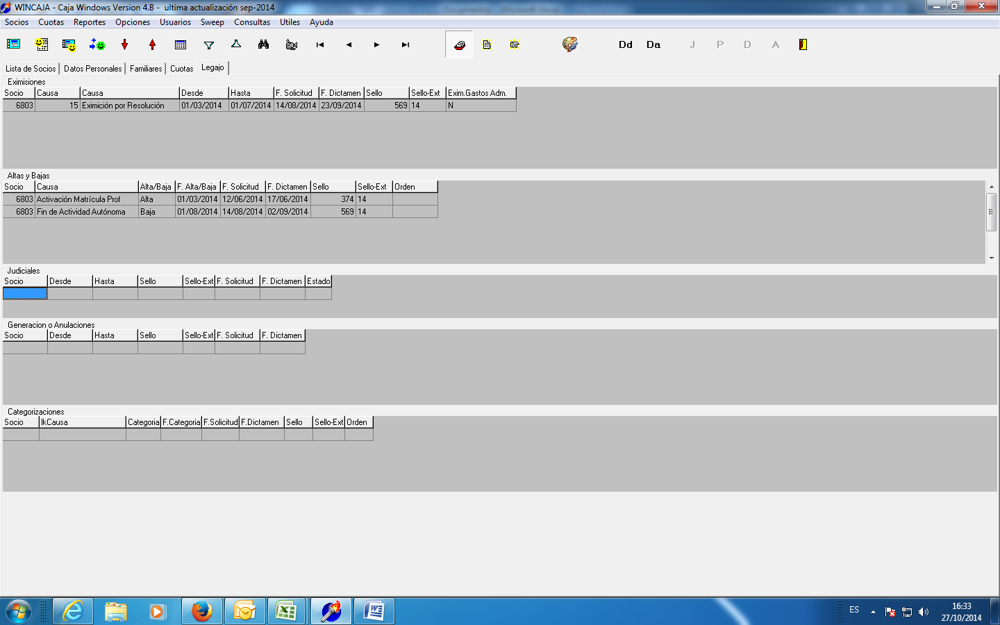 WINCAJA - Caja Windows Version 4.B - ultima actualización sep-2014
Socios Cuotas Reportes Opciones Usuarios Sweep Consultas Utiles Ayuda
Dd Da J P D A
Lista de Socios Datos Personales Familiares Cuotas Legajo
Eximisiones
Socio Causa Causa Desde Hasta F. Solicitud F. Dictamen Sello Sello-Ext Exim.Gastos Adm.
6803 15 Eximición por Resolución 01/03/2014 01/07/2014 14/08/2014 23/09/2014 569 14 N
Altas y Bajas
Socio Causa Alta/Baja F. Alta/Baja F. Solicitud F. Dictamen Sello Sello-Ext Orden
6803 Activación Matrícula Prof Alta 01/03/2014 12/06/2014 17/06/2014 374 14
6803 Fin de Actividad Autónoma Baja 01/08/2014 14/08/2014 02/09/2014 569 14
Judiciales
Socio Desde Hasta Sello Sello-Ext F. Solicitud F. Dictamen Estado
Generacion o Anulaciones
Socio Desde Hasta Sello Sello-Ext F. Solicitud F. Dictamen
Categorizaciones
Socio lkCausa Categoria F.Categoria F.Solicitud F.Dictamen Sello Sello-Ext Orden
ES 16:33
27/10/2014